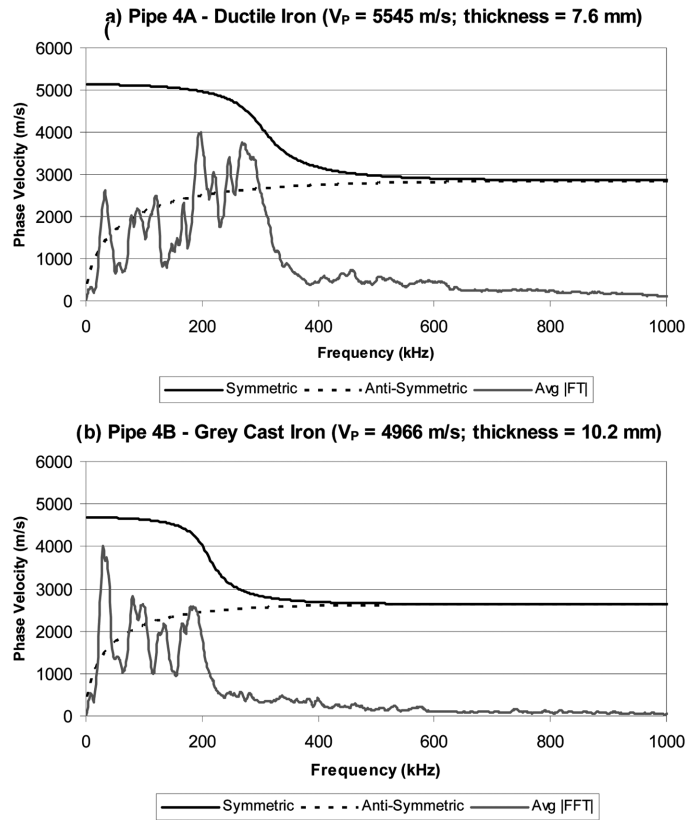 a) Pipe 4A - Ductile Iron (VP = 5545 m/s; thickness = 7.6 mm)
(
6000
5000
4000
3000
2000
1000
0
Phase Velocity (m/s)
0 200 400 600 800 1000
Frequency (kHz)
Symmetric Anti-Symmetric Avg |FT|
(b) Pipe 4B - Grey Cast Iron (VP = 4966 m/s; thickness = 10.2 mm)
6000
5000
4000
3000
2000
1000
0
Phase Velocity (m/s)
0 200 400 600 800 1000
Frequency (kHz)
Symmetric Anti-Symmetric Avg |FFT|